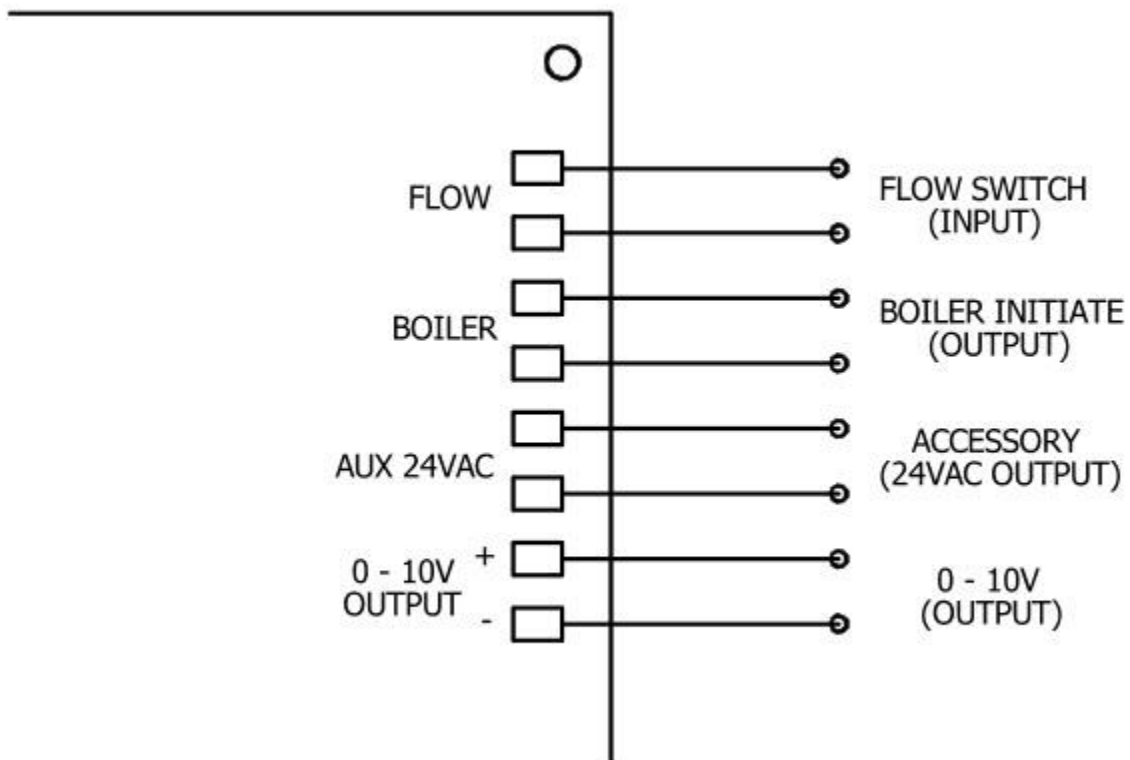 FLOW
FLOW SWITCH
(INPUT)
BOILER
BOILER INITIATE
(OUTPUT)
AUX 24VAC
ACCESSORY
(24VAC OUTPUT)
0 - 10V
OUTPUT
+
-
0 - 10V
(OUTPUT)